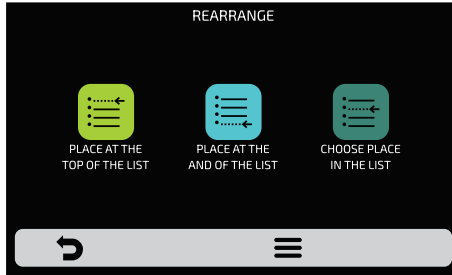 REARRANGE
PLACE AT THE
TOP OF THE LIST
PLACE AT THE
AND OF THE LIST
CHOOSE PLACE
IN THE LIST